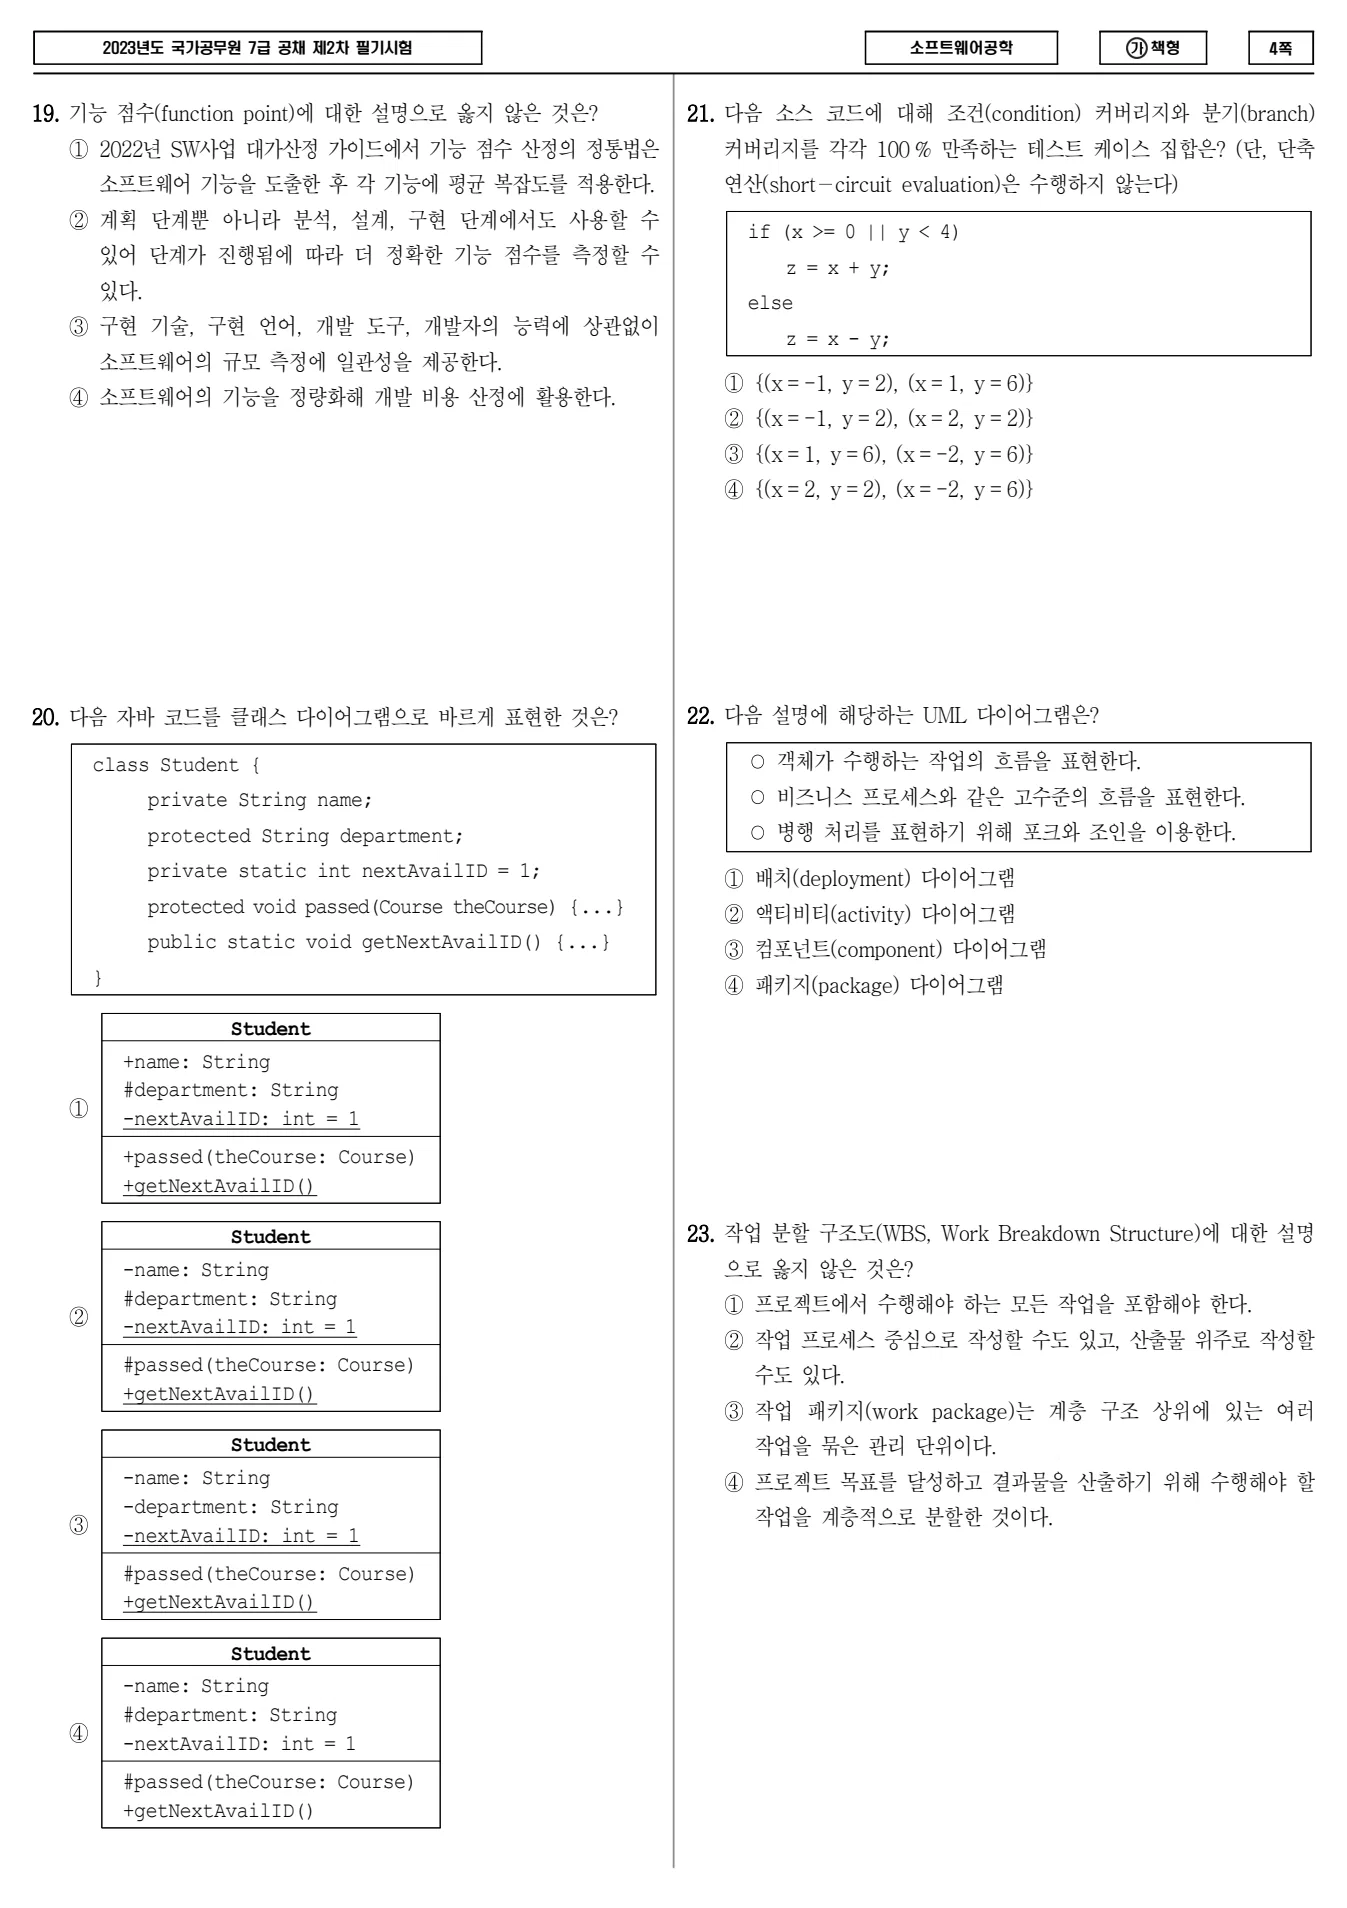 2023년도 국가공무원 7급 공채 제2차 필기시험
소프트웨어공학
㉮ 책형
4쪽
19. 기능 점수(function point)에 대한 설명으로 옳지 않은 것은?
① 2022년 SW사업 대가산정 가이드에서 기능 점수 산정의 정통법은
소프트웨어 기능을 도출한 후 각 기능에 평균 복잡도를 적용한다.
② 계획 단계뿐 아니라 분석, 설계, 구현 단계에서도 사용할 수
있어 단계가 진행됨에 따라 더 정확한 기능 점수를 측정할 수
있다.
③ 구현 기술, 구현 언어, 개발 도구, 개발자의 능력에 상관없이
소프트웨어의 규모 측정에 일관성을 제공한다.
④ 소프트웨어의 기능을 정량화해 개발 비용 산정에 활용한다.
20. 다음 자바 코드를 클래스 다이어그램으로 바르게 표현한 것은?
class Student {
private String name;
protected String department;
private static int nextAvailID = 1;
protected void passed(Course theCourse) {...}
public static void getNextAvailID() {...}
}
①
Student
+name: String
#department: String
-nextAvailID: int = 1
+passed(theCourse: Course)
+getNextAvailID()
②
Student
-name: String
#department: String
-nextAvailID: int = 1
#passed(theCourse: Course)
+getNextAvailID()
③
Student
-name: String
-department: String
-nextAvailID: int = 1
#passed(theCourse: Course)
+getNextAvailID()
④
Student
-name: String
#department: String
-nextAvailID: int = 1
#passed(theCourse: Course)
+getNextAvailID()
21. 다음 소스 코드에 대해 조건(condition) 커버리지와 분기(branch)
커버리지를 각각 100 % 만족하는 테스트 케이스 집합은? (단, 단축
연산(short-circuit evaluation)은 수행하지 않는다)
if (x >= 0 || y < 4)
z = x + y;
else
z = x - y;
① {(x = -1, y = 2), (x = 1, y = 6)}
② {(x = -1, y = 2), (x = 2, y = 2)}
③ {(x = 1, y = 6), (x = -2, y = 6)}
④ {(x = 2, y = 2), (x = -2, y = 6)}
22. 다음 설명에 해당하는 UML 다이어그램은?
○ 객체가 수행하는 작업의 흐름을 표현한다.
○ 비즈니스 프로세스와 같은 고수준의 흐름을 표현한다.
○ 병행 처리를 표현하기 위해 포크와 조인을 이용한다.
① 배치(deployment) 다이어그램
② 액티비티(activity) 다이어그램
③ 컴포넌트(component) 다이어그램
④ 패키지(package) 다이어그램
23. 작업 분할 구조도(WBS, Work Breakdown Structure)에 대한 설명
으로 옳지 않은 것은?
① 프로젝트에서 수행해야 하는 모든 작업을 포함해야 한다.
② 작업 프로세스 중심으로 작성할 수도 있고, 산출물 위주로 작성할
수도 있다.
③ 작업 패키지(work package)는 계층 구조 상위에 있는 여러
작업을 묶은 관리 단위이다.
④ 프로젝트 목표를 달성하고 결과물을 산출하기 위해 수행해야 할
작업을 계층적으로 분할한 것이다.